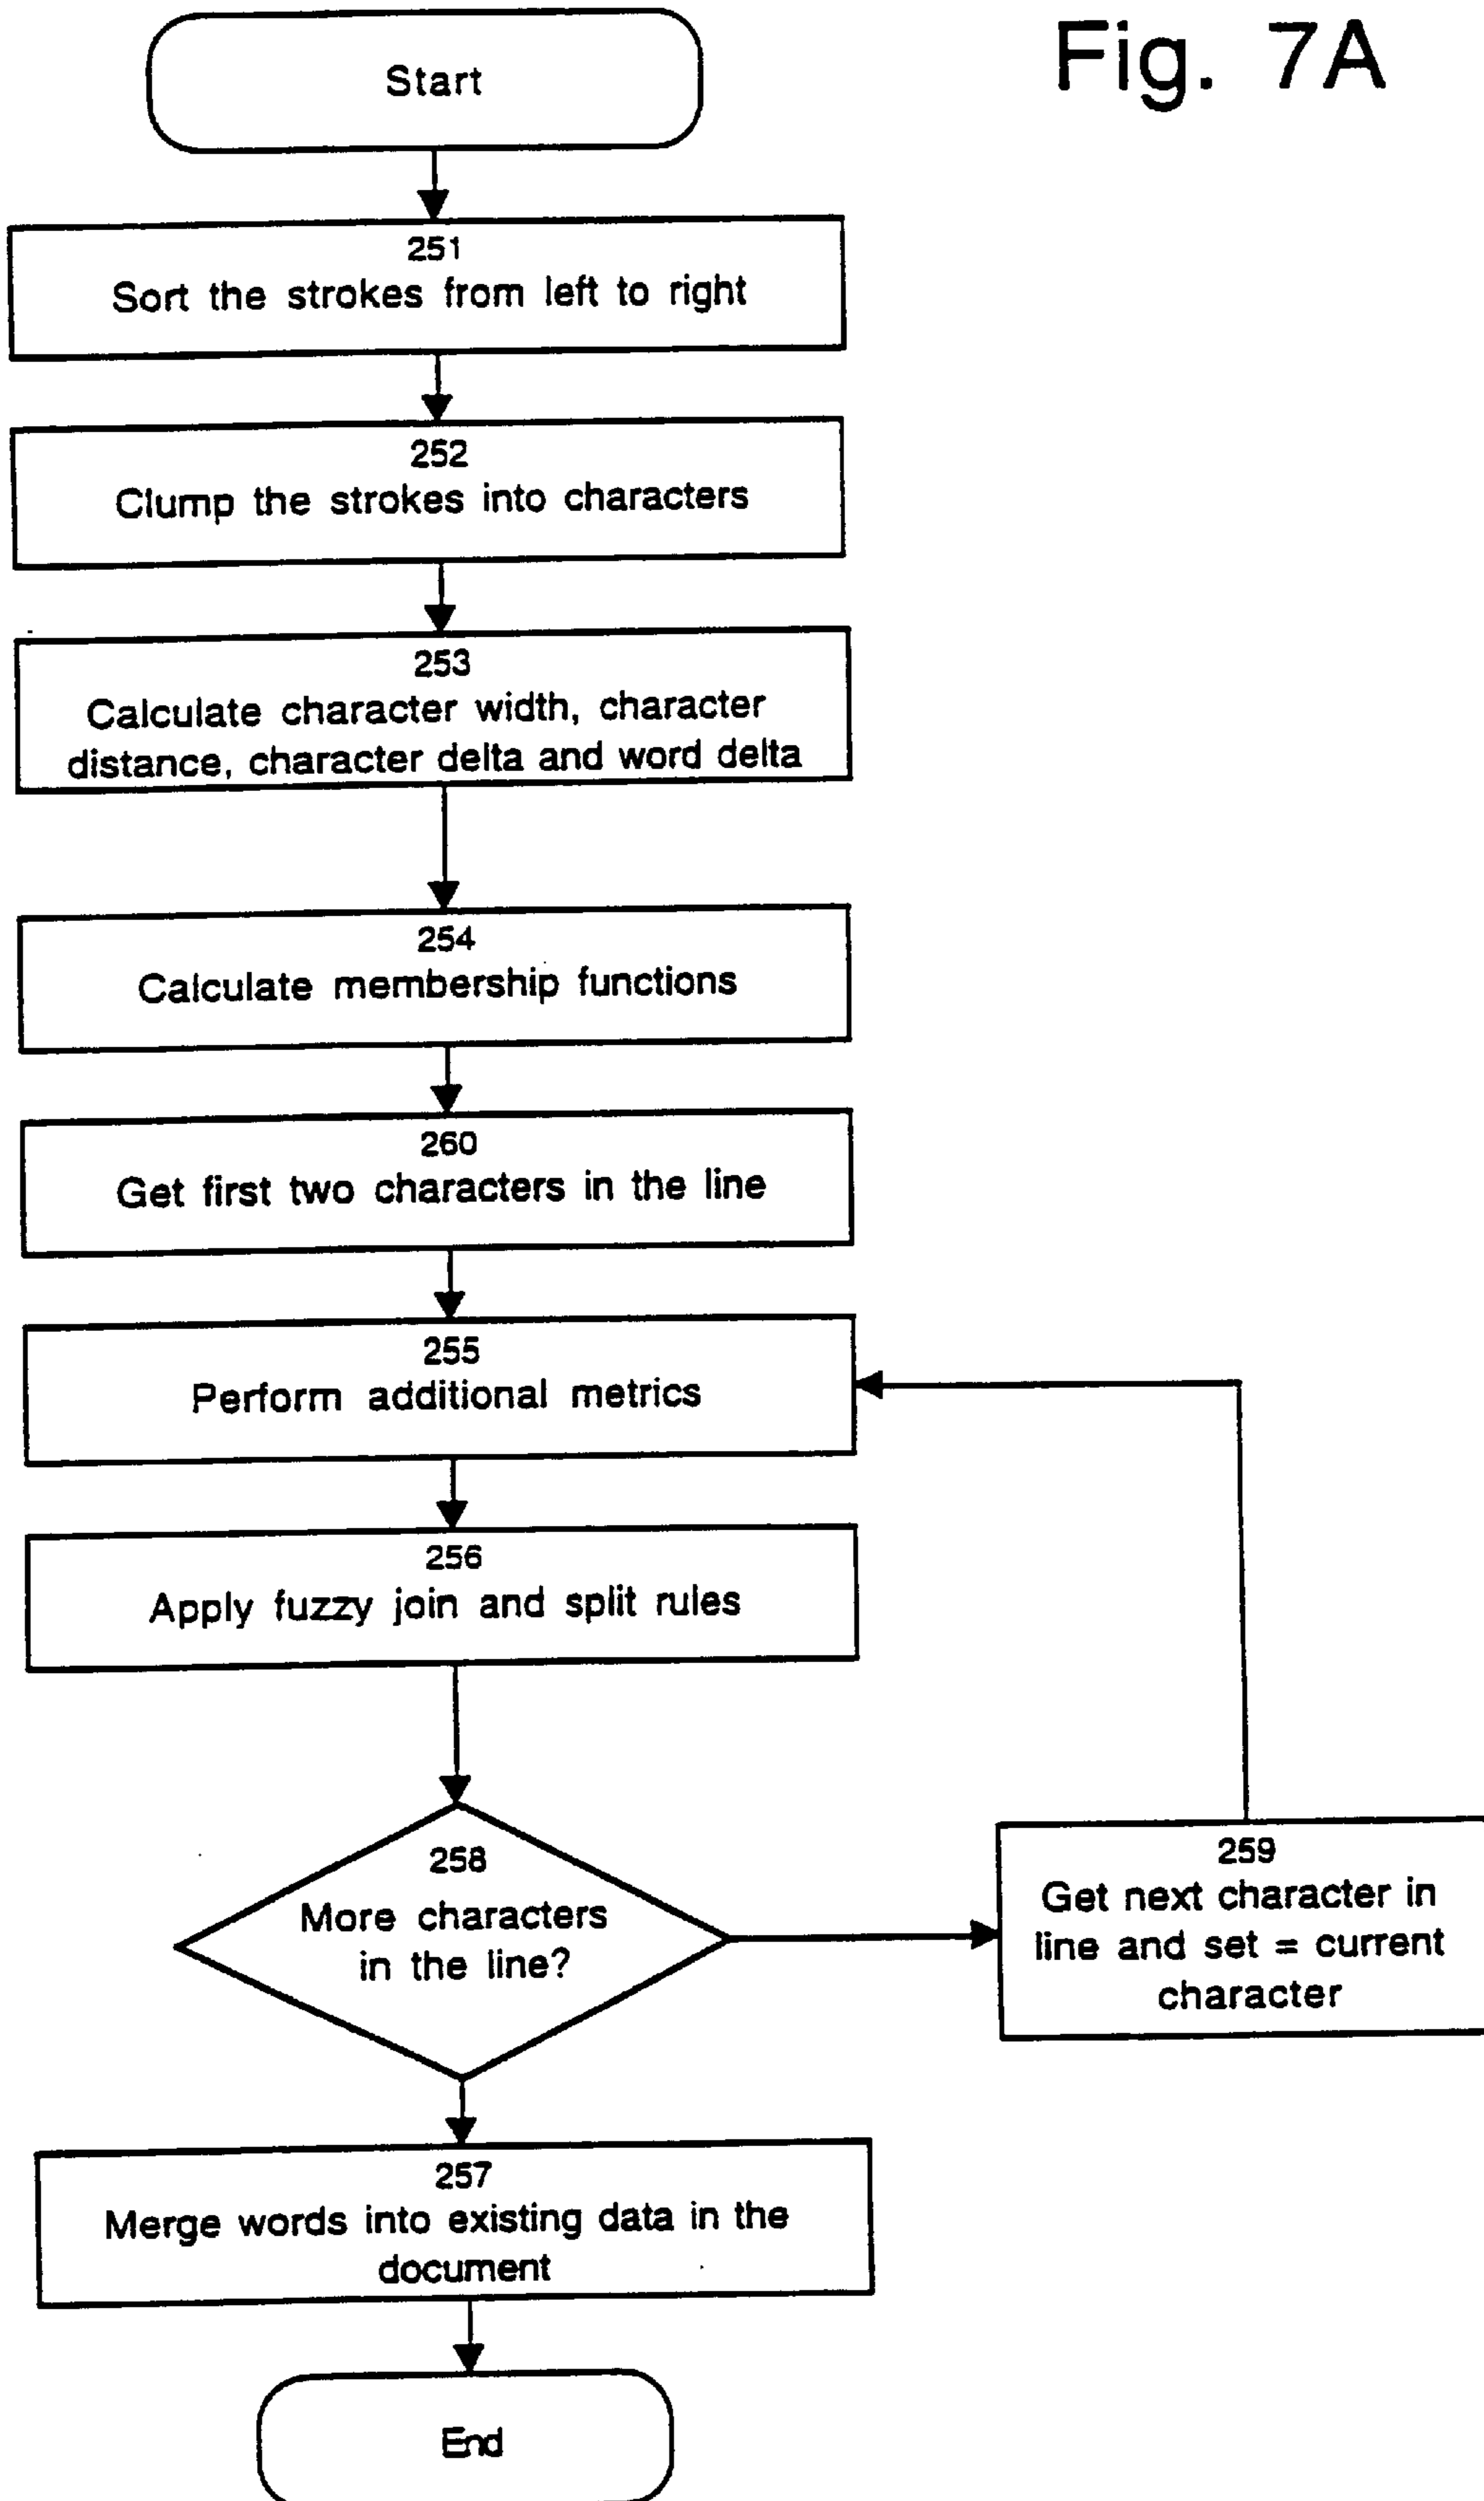 Fig. 7A
Start
251
Sort the strokes from left to right
252
Clump the strokes into characters
253
Calculate character width, character
distance, character delta and word delta
254
Calculate membership functions
260
Get first two characters in the line
255
Perform additional metrics
256
Apply fuzzy join and split rules
258
More characters
in the line?
259
Get next character in
line and set = current
character
257
Merge words into existing data in the
document
End